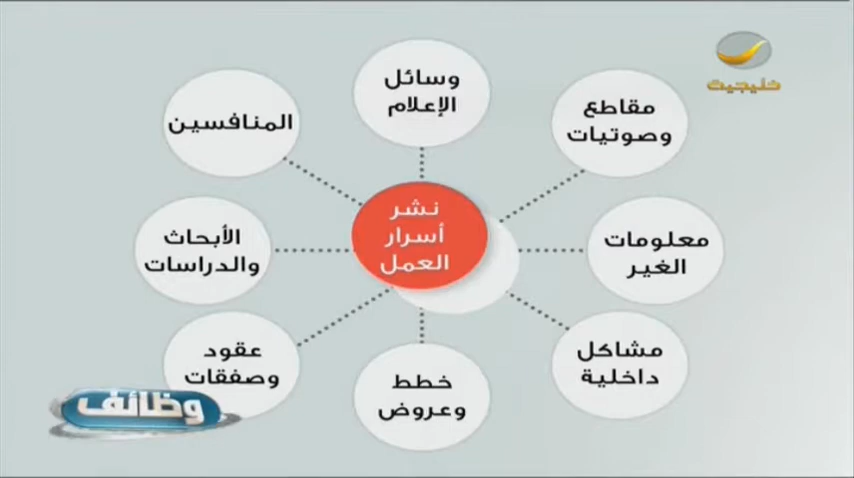 خليجيت
وسائل
الإعلام
مقاطع
وصوتيات
معلومات
الغير
مشاكل
داخلية
خطط
وعروض
عقود
وصفقات
الأبحاث
والدراسات
المنافسين
نشر
أسرار
العمل
وظائف